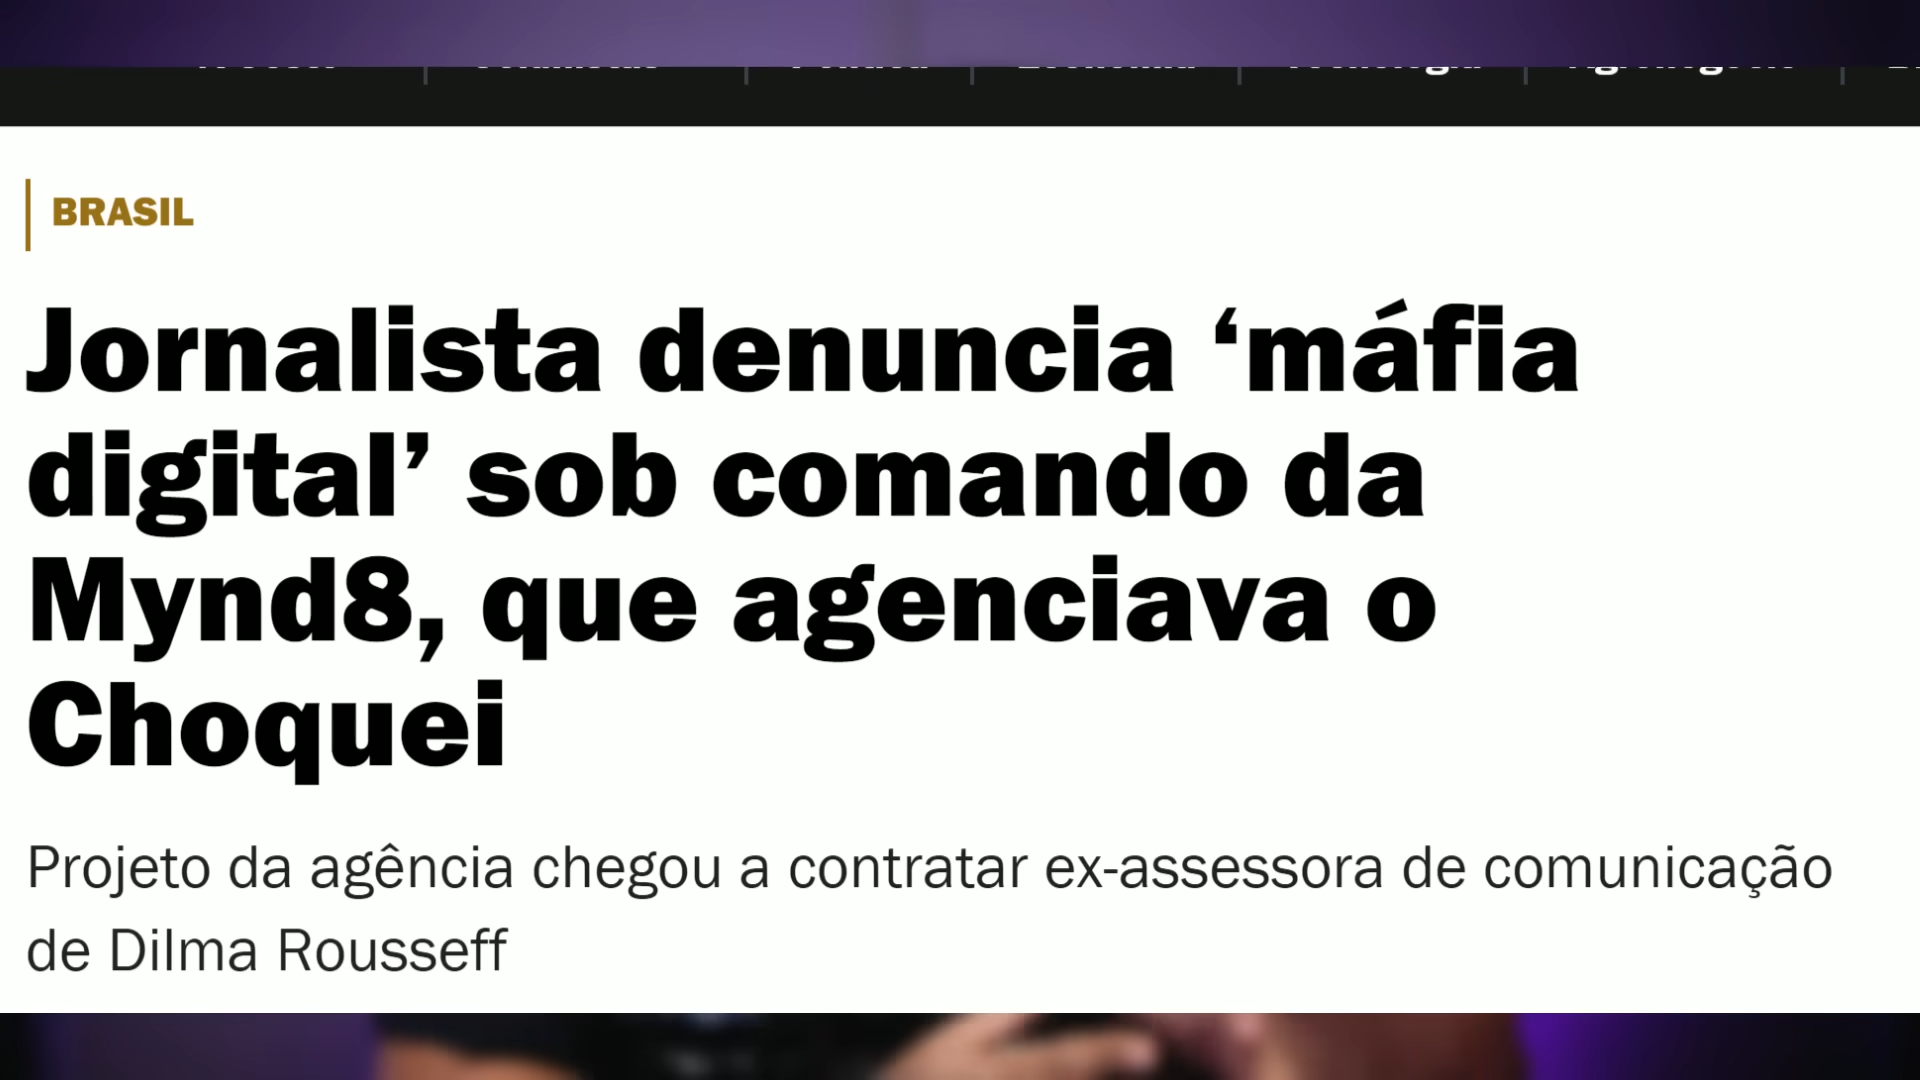 BRASIL
Jornalista denuncia ‘máfia
digital’ sob comando da
Mynd8, que agenciava o
Choquei
Projeto da agência chegou a contratar ex-assessora de comunicação
de Dilma Rousseff